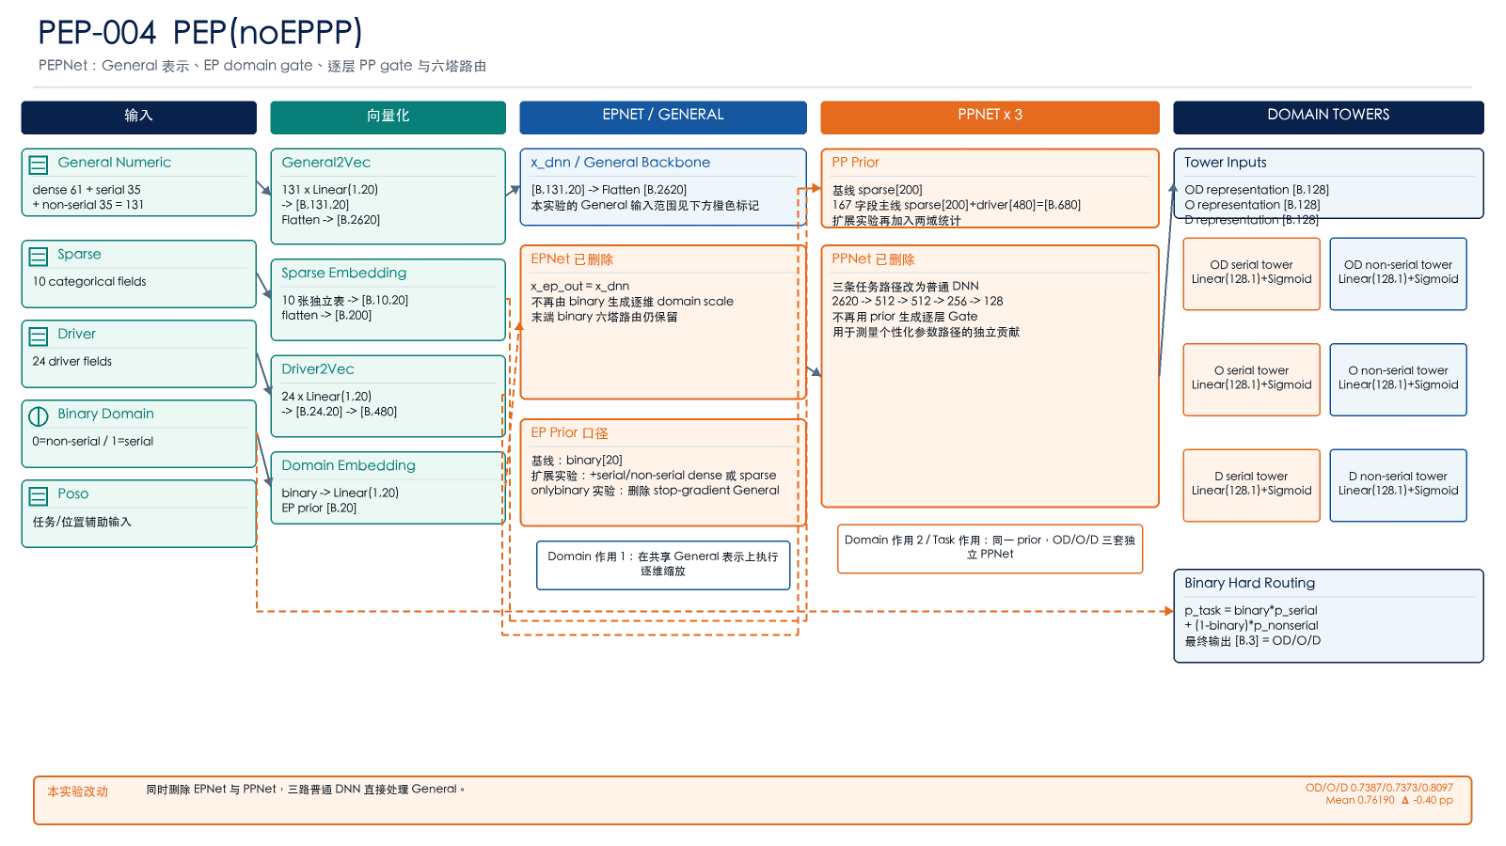 PEP-004 PEP(noEPPP)
PEPNet：General 表示、EP domain gate、逐层 PP gate 与六塔路由
输入
General Numeric
dense 61 + serial 35
+ non-serial 35 = 131
Sparse
10 categorical fields
Driver
24 driver fields
Binary Domain
0=non-serial / 1=serial
Poso
任务/位置辅助输入
向量化
General2Vec
131 x Linear(1,20)
-> [B,131,20]
Flatten -> [B,2620]
Sparse Embedding
10 张独立表 -> [B,10,20]
flatten -> [B,200]
Driver2Vec
24 x Linear(1,20)
-> [B,24,20] -> [B,480]
Domain Embedding
binary -> Linear(1,20)
EP prior [B,20]
EPNET / GENERAL
x_dnn / General Backbone
[B,131,20] -> Flatten [B,2620]
本实验的 General 输入范围见下方橙色标记
EPNet 已删除
x_ep_out = x_dnn
不再由 binary 生成逐维 domain scale
末端 binary 六塔路由仍保留
EP Prior 口径
基线：binary[20]
扩展实验：+serial/non-serial dense 或 sparse
onlybinary 实验：删除 stop-gradient General
Domain 作用 1：在共享 General 表示上执行
逐维缩放
PPNET x 3
PP Prior
基线 sparse[200]
167 字段主线 sparse[200]+driver[480]=[B,680]
扩展实验再加入两域统计
PPNet 已删除
三条任务路径改为普通 DNN
2620 -> 512 -> 512 -> 256 -> 128
不再用 prior 生成逐层 Gate
用于测量个性化参数路径的独立贡献
Domain 作用 2 / Task 作用：同一 prior，OD/O/D 三套独
立 PPNet
DOMAIN TOWERS
Tower Inputs
OD representation [B,128]
O representation [B,128]
D representation [B,128]
OD serial tower
Linear(128,1)+Sigmoid
OD non-serial tower
Linear(128,1)+Sigmoid
O serial tower
Linear(128,1)+Sigmoid
O non-serial tower
Linear(128,1)+Sigmoid
D serial tower
Linear(128,1)+Sigmoid
D non-serial tower
Linear(128,1)+Sigmoid
Binary Hard Routing
p_task = binary*p_serial
+ (1-binary)*p_nonserial
最终输出 [B,3] = OD/O/D
本实验改动
同时删除 EPNet 与 PPNet，三路普通 DNN 直接处理 General。
OD/O/D 0.7387/0.7373/0.8097
Mean 0.76190 Δ -0.40 pp